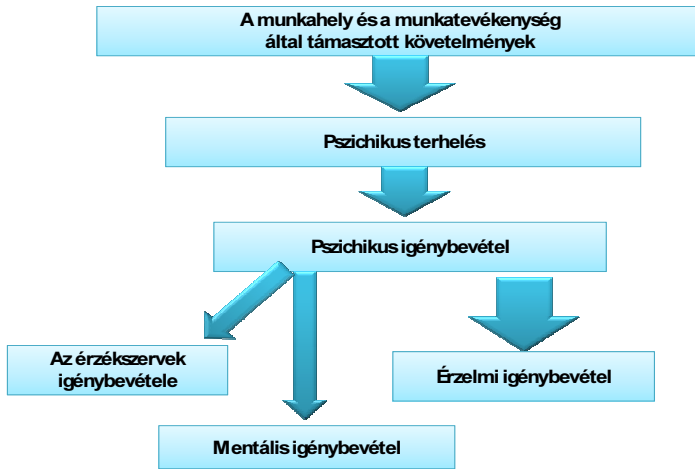 A munkahely és a munkatevékenység
által támasztott követelmények
Pszichikus terhelés
Pszichikus igénybevétel
Az érzékszervek
igénybevétele
Érzelmi igénybevétel
Mentális igénybevétel